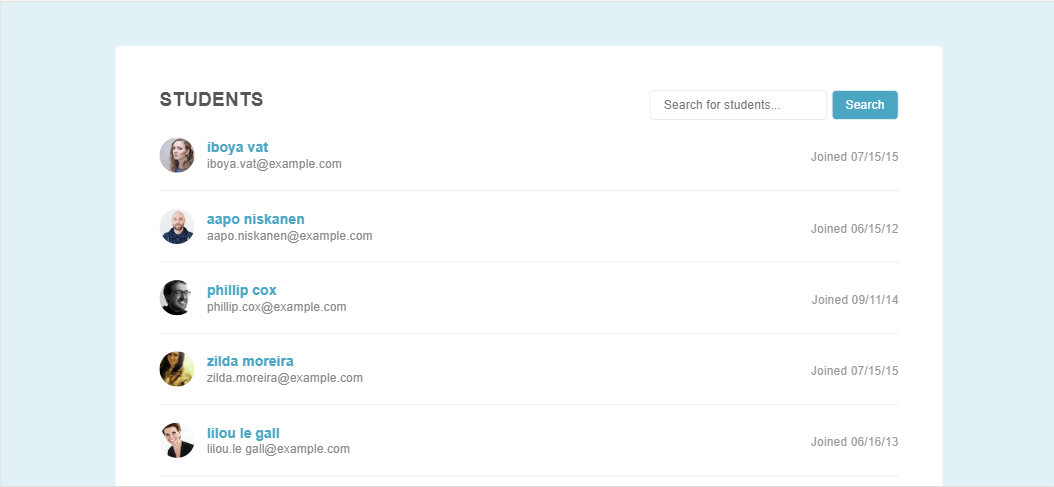 STUDENTS
Search for students...
Search
iboya vat
iboya.vat@example.com
Joined 07/15/15
aapo niskanen
aapo.niskanen@example.com
Joined 06/15/12
phillip cox
phillip.cox@example.com
Joined 09/11/14
zilda moreira
zilda.moreira@example.com
Joined 07/15/15
lilou le gall
lilou.le gall@example.com
Joined 06/16/13